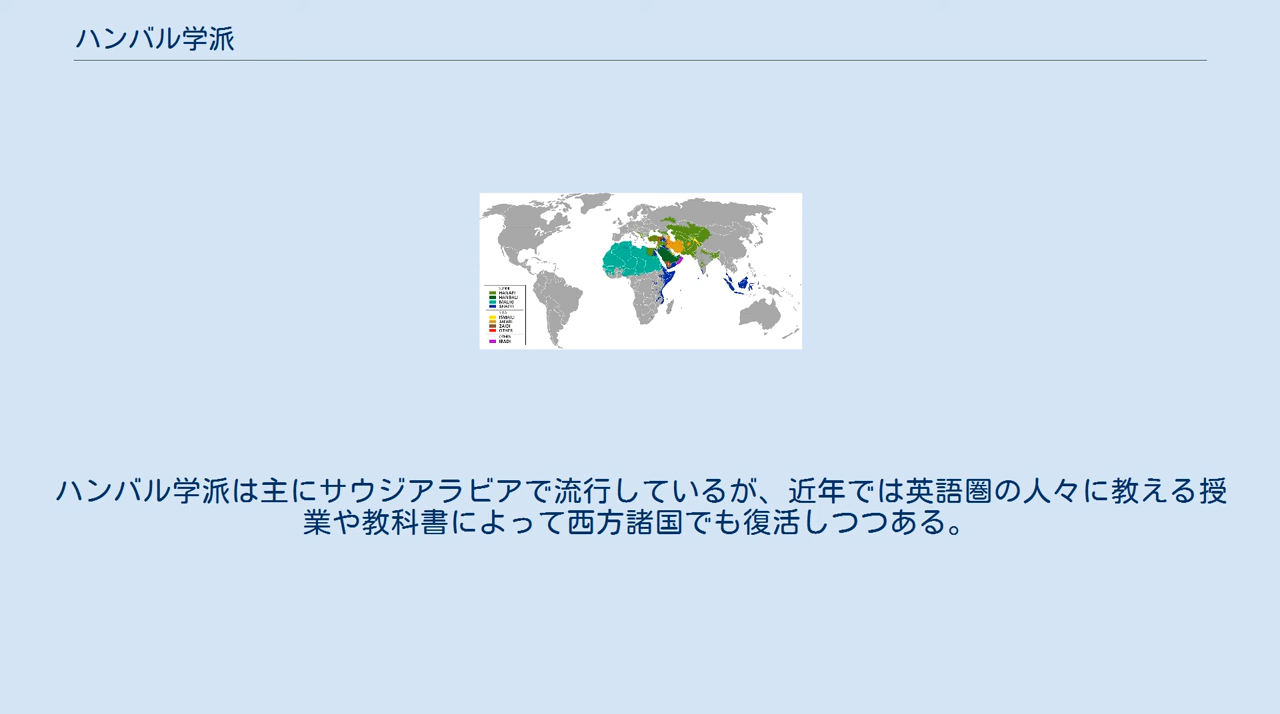 ハンバル学派
HANAFI
HANBALI
MALIKI
ZAIDI
OTHER
IBADI
ハンバル学派は主にサウジアラビアで流行しているが、近年では英語圏の人々に教える授
業や教科書によって西方諸国でも復活しつつある。